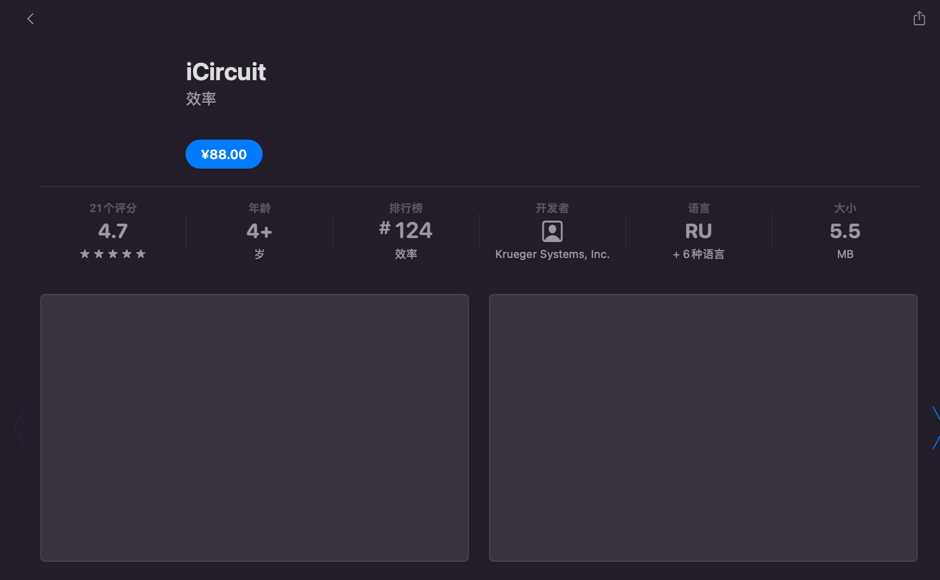 iCircuit
效率
¥88.00
21个评分
4.7
年龄
4+
岁
排行榜
#124
效率
开发者
Krueger Systems, Inc.
语言
RU
+ 6种语言
大小
5.5
MB